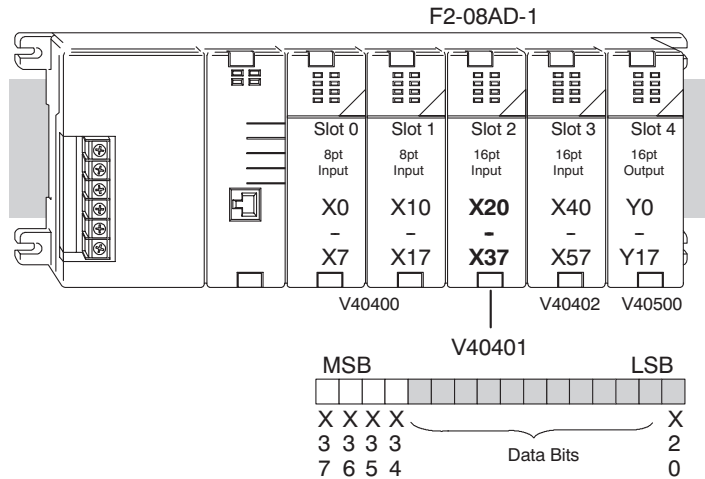 F2-08AD-1
Slot 0 Slot 1 Slot 2 Slot 3 Slot 4
8pt 8pt 16pt 16pt 16pt
Input Input Input Input Output
X0 X10 X20 X40 Y0
- - - - -
X7 X17 X37 X57 Y17
V40400 V40402 V40500
V40401
MSB LSB
X X X X X
3 3 3 3 2
7 6 5 4 0
Data Bits